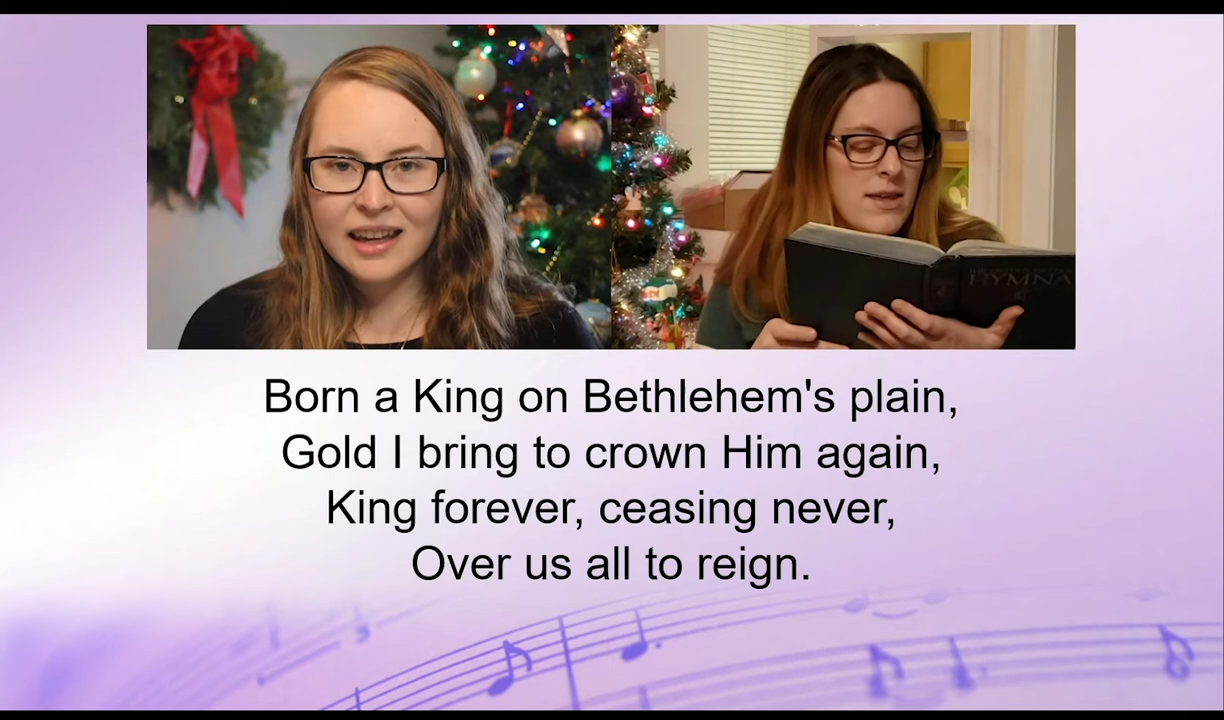 HYMNA
Born a King on Bethlehem's plain,
Gold I bring to crown Him again,
King forever, ceasing never,
Over us all to reign.